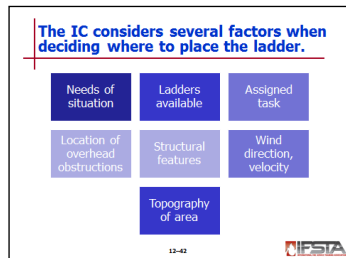 The IC considers several factors when
deciding where to place the ladder.
Needs of
situation
Ladders
available
Assigned
task
Location of
overhead
obstructions
Structural
features
Wind
direction,
velocity
Topography
of area
12–42
IFSTA